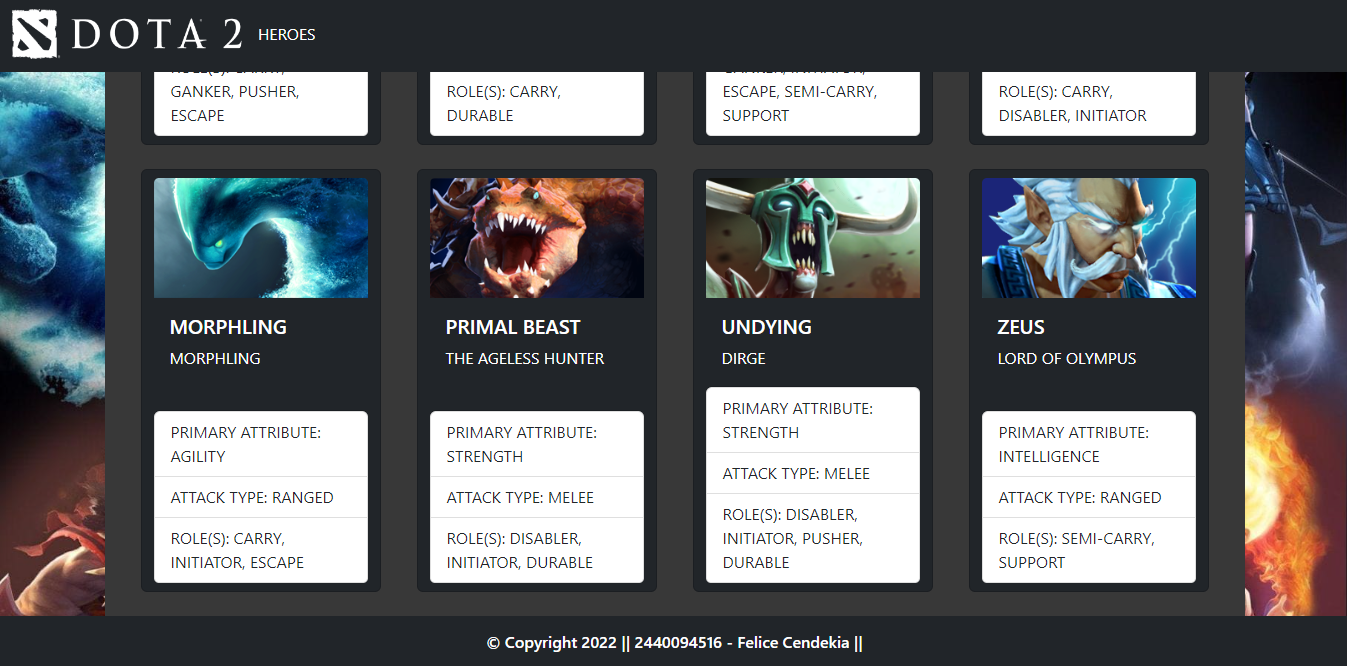 DOTA 2 HEROES
ROLE(S): CARRY,
GANKER, PUSHER,
ESCAPE
ROLE(S): CARRY,
DURABLE
GANKER, INITIATOR,
ESCAPE, SEMI-CARRY,
SUPPORT
ROLE(S): CARRY,
DISABLER, INITIATOR
MORPHLING
MORPHLING
PRIMARY ATTRIBUTE:
AGILITY
ATTACK TYPE: RANGED
ROLE(S): CARRY,
INITIATOR, ESCAPE
PRIMAL BEAST
THE AGELESS HUNTER
PRIMARY ATTRIBUTE:
STRENGTH
ATTACK TYPE: MELEE
ROLE(S): DISABLER,
INITIATOR, DURABLE
UNDYING
DIRGE
PRIMARY ATTRIBUTE:
STRENGTH
ATTACK TYPE: MELEE
ROLE(S): DISABLER,
INITIATOR, PUSHER,
DURABLE
ZEUS
LORD OF OLYMPUS
PRIMARY ATTRIBUTE:
INTELLIGENCE
ATTACK TYPE: RANGED
ROLE(S): SEMI-CARRY,
SUPPORT
© Copyright 2022 || 2440094516 - Felice Cendekia ||